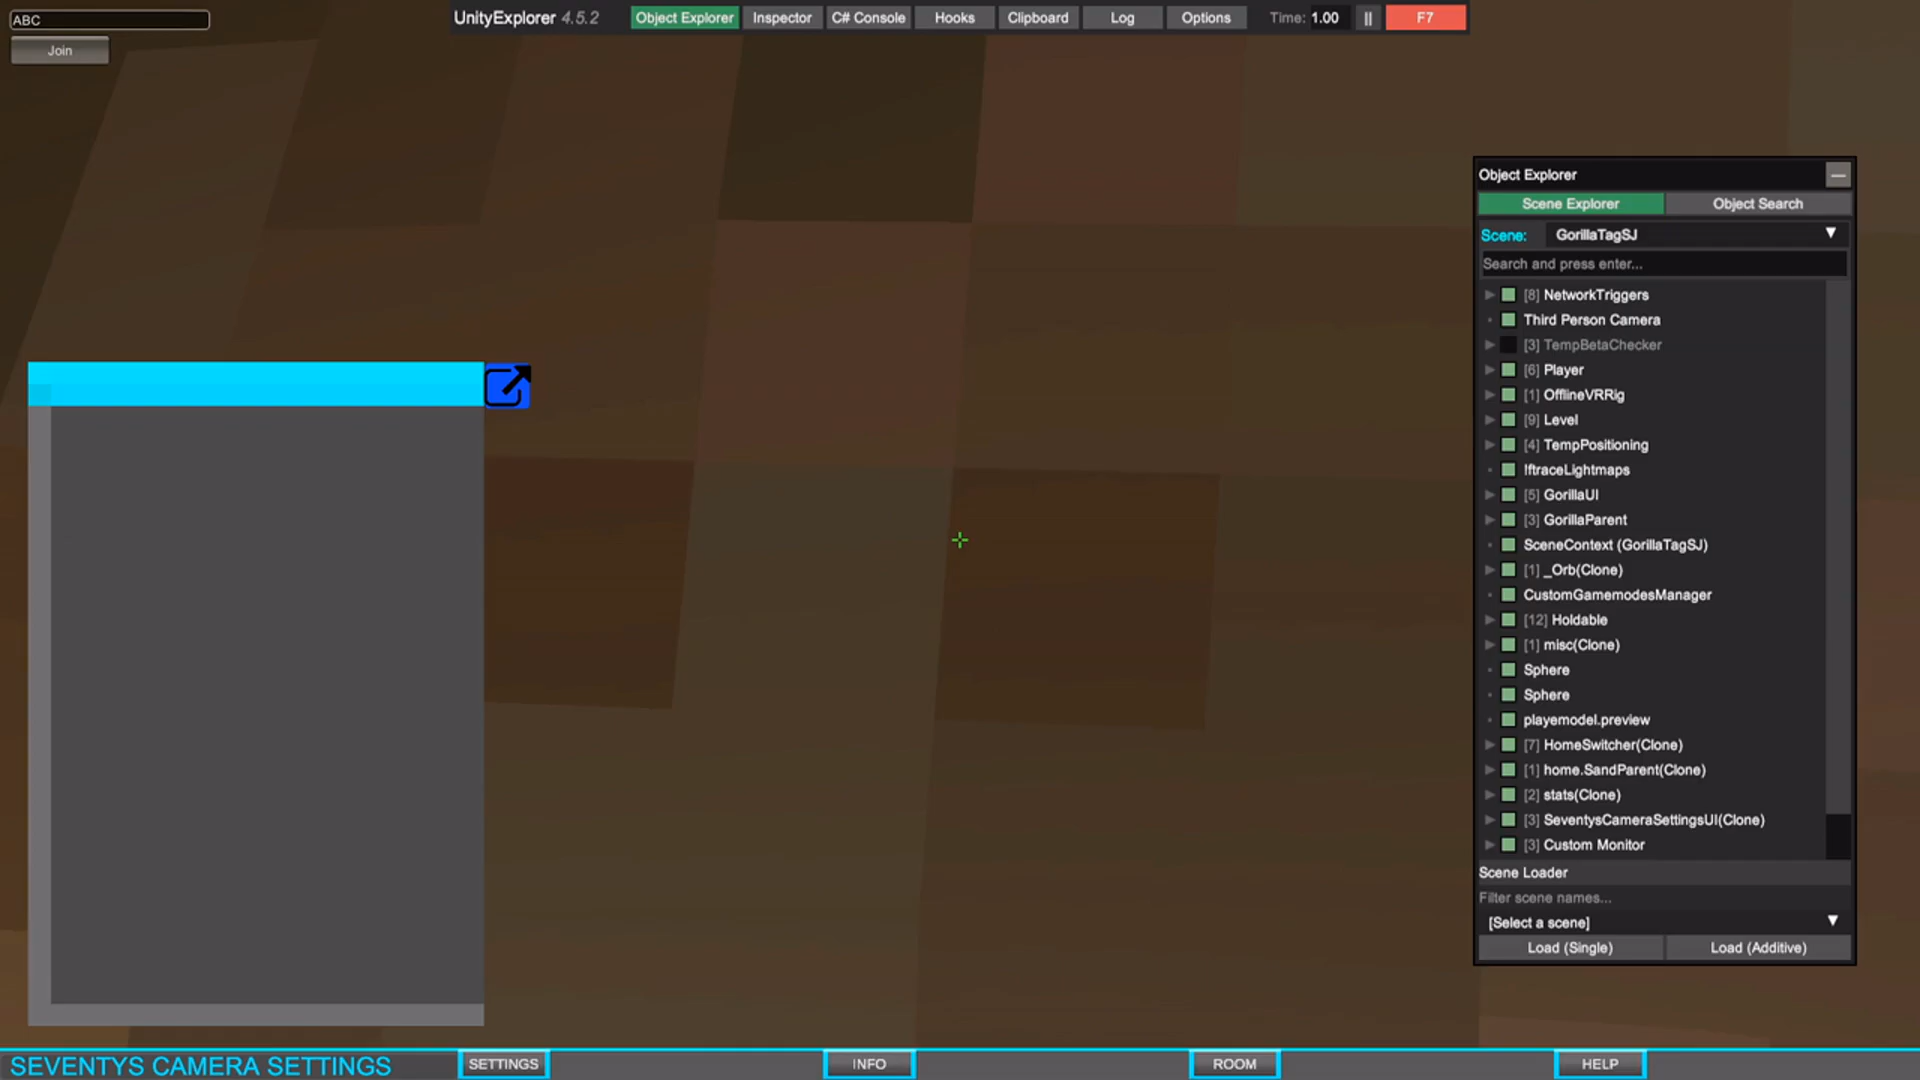 ABC
Join
UnityExplorer 4.5.2
Object Explorer
Inspector
C# Console
Hooks
Clipboard
Log
Options
Time: 1.00
||
F7
Object Explorer
—
Scene Explorer
Object Search
Scene: GorillaTagSJ ▼
Search and press enter...
[8] NetworkTriggers
Third Person Camera
[3] TempBetaChecker
[6] Player
[1] OfflineVRRig
[9] Level
[4] TempPositioning
!ftraceLightmaps
[5] GorillaUI
[3] GorillaParent
SceneContext (GorillaTagSJ)
[1] _Orb(Clone)
CustomGamemodesManager
[12] Holdable
[1] misc(Clone)
Sphere
Sphere
playemodel.preview
[7] HomeSwitcher(Clone)
[1] home.SandParent(Clone)
[2] stats(Clone)
[3] SeventysCameraSettingsUI(Clone)
[3] Custom Monitor
Scene Loader
Filter scene names...
[Select a scene] ▼
Load (Single)
Load (Additive)
SEVENTYS CAMERA SETTINGS
SETTINGS
INFO
ROOM
HELP